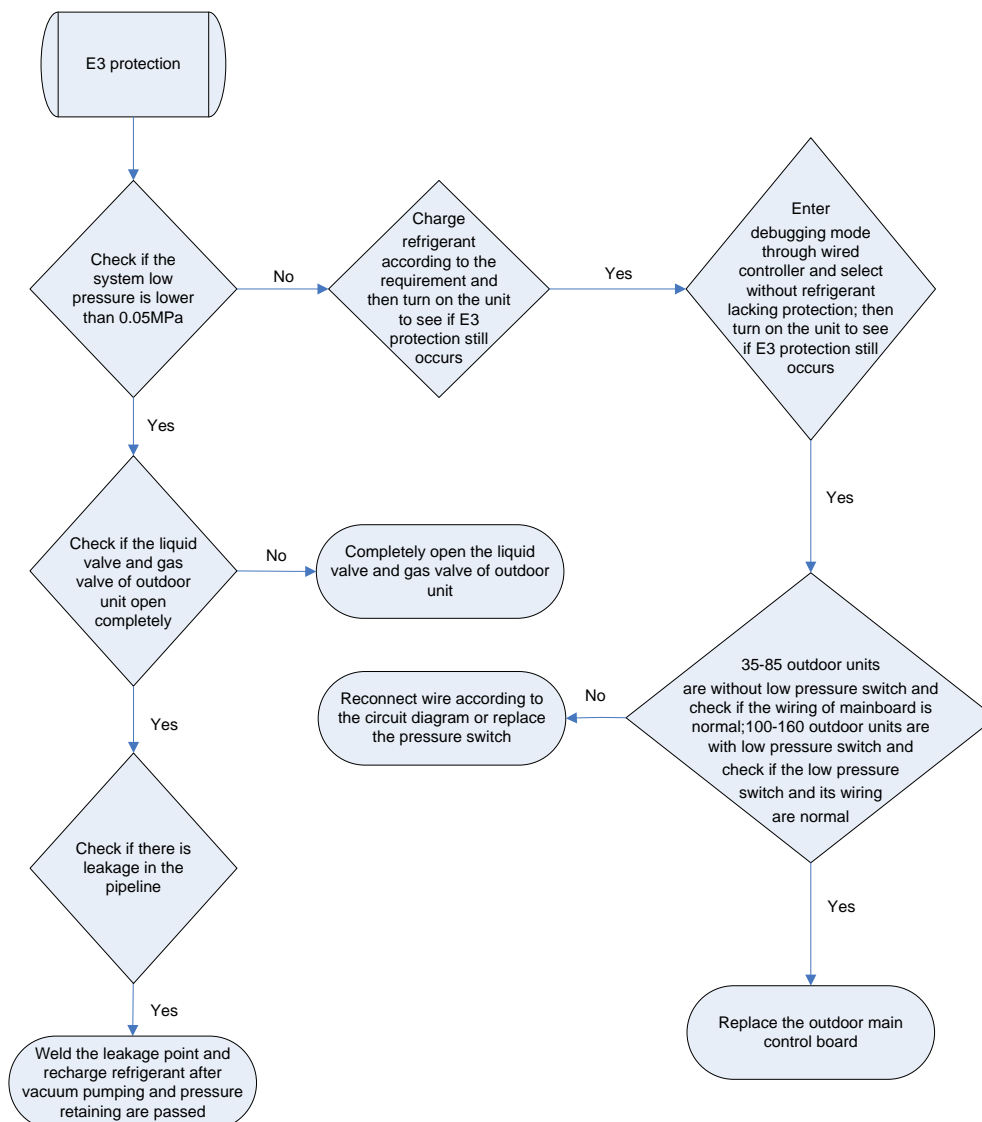 E3 protection
Check if the
system low
pressure is lower
than 0.05MPa
No
Charge
refrigerant
according to the
requirement and
then turn on the unit
to see if E3
protection still
occurs
Yes
Enter
debugging mode
through wired
controller and select
without refrigerant
lacking protection; then
turn on the unit to see
if E3 protection still
occurs
Yes
Yes
Check if the liquid
valve and gas
valve of outdoor
unit open
completely
No
Completely open the liquid
valve and gas valve of outdoor
unit
35-85 outdoor units
are without low pressure switch and
check if the wiring of mainboard is
normal;100-160 outdoor units are
with low pressure switch and
check if the low pressure
switch and its wiring
are normal
No
Reconnect wire according to
the circuit diagram or replace
the pressure switch
Yes
Check if there is
leakage in the
pipeline
Yes
Yes
Replace the outdoor main
control board
Weld the leakage point and
recharge refrigerant after
vacuum pumping and pressure
retaining are passed